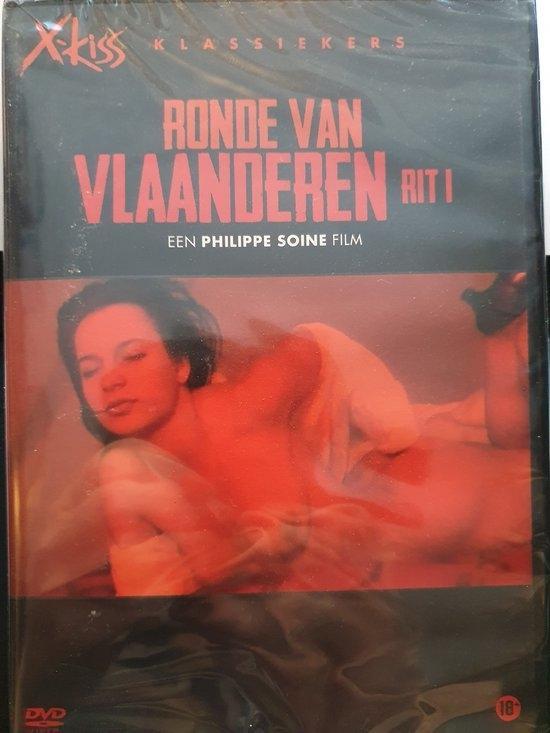 X-Kiss KLASSIEKERS
RONDE VAN
VLAANDEREN RIT I
EEN PHILIPPE SOINE FILM
DVD
18+